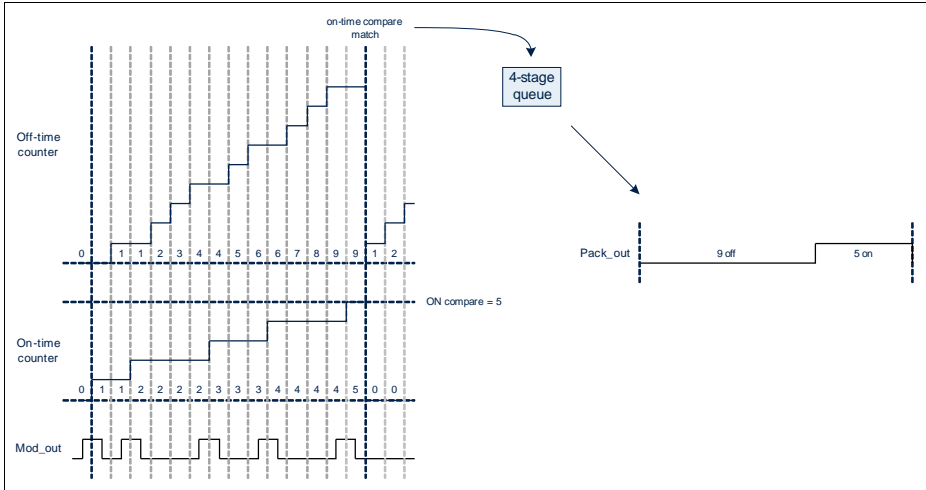 on-time compare
match
4-stage
queue
Off-time
counter
0 1 1 2 3 4 4 5 6 6 7 8 9 9 1 2
Pack_out
9 off
5 on
ON compare = 5
On-time
counter
0 1 1 2 2 2 2 3 3 3 4 4 4 4 5 0 0
Mod_out